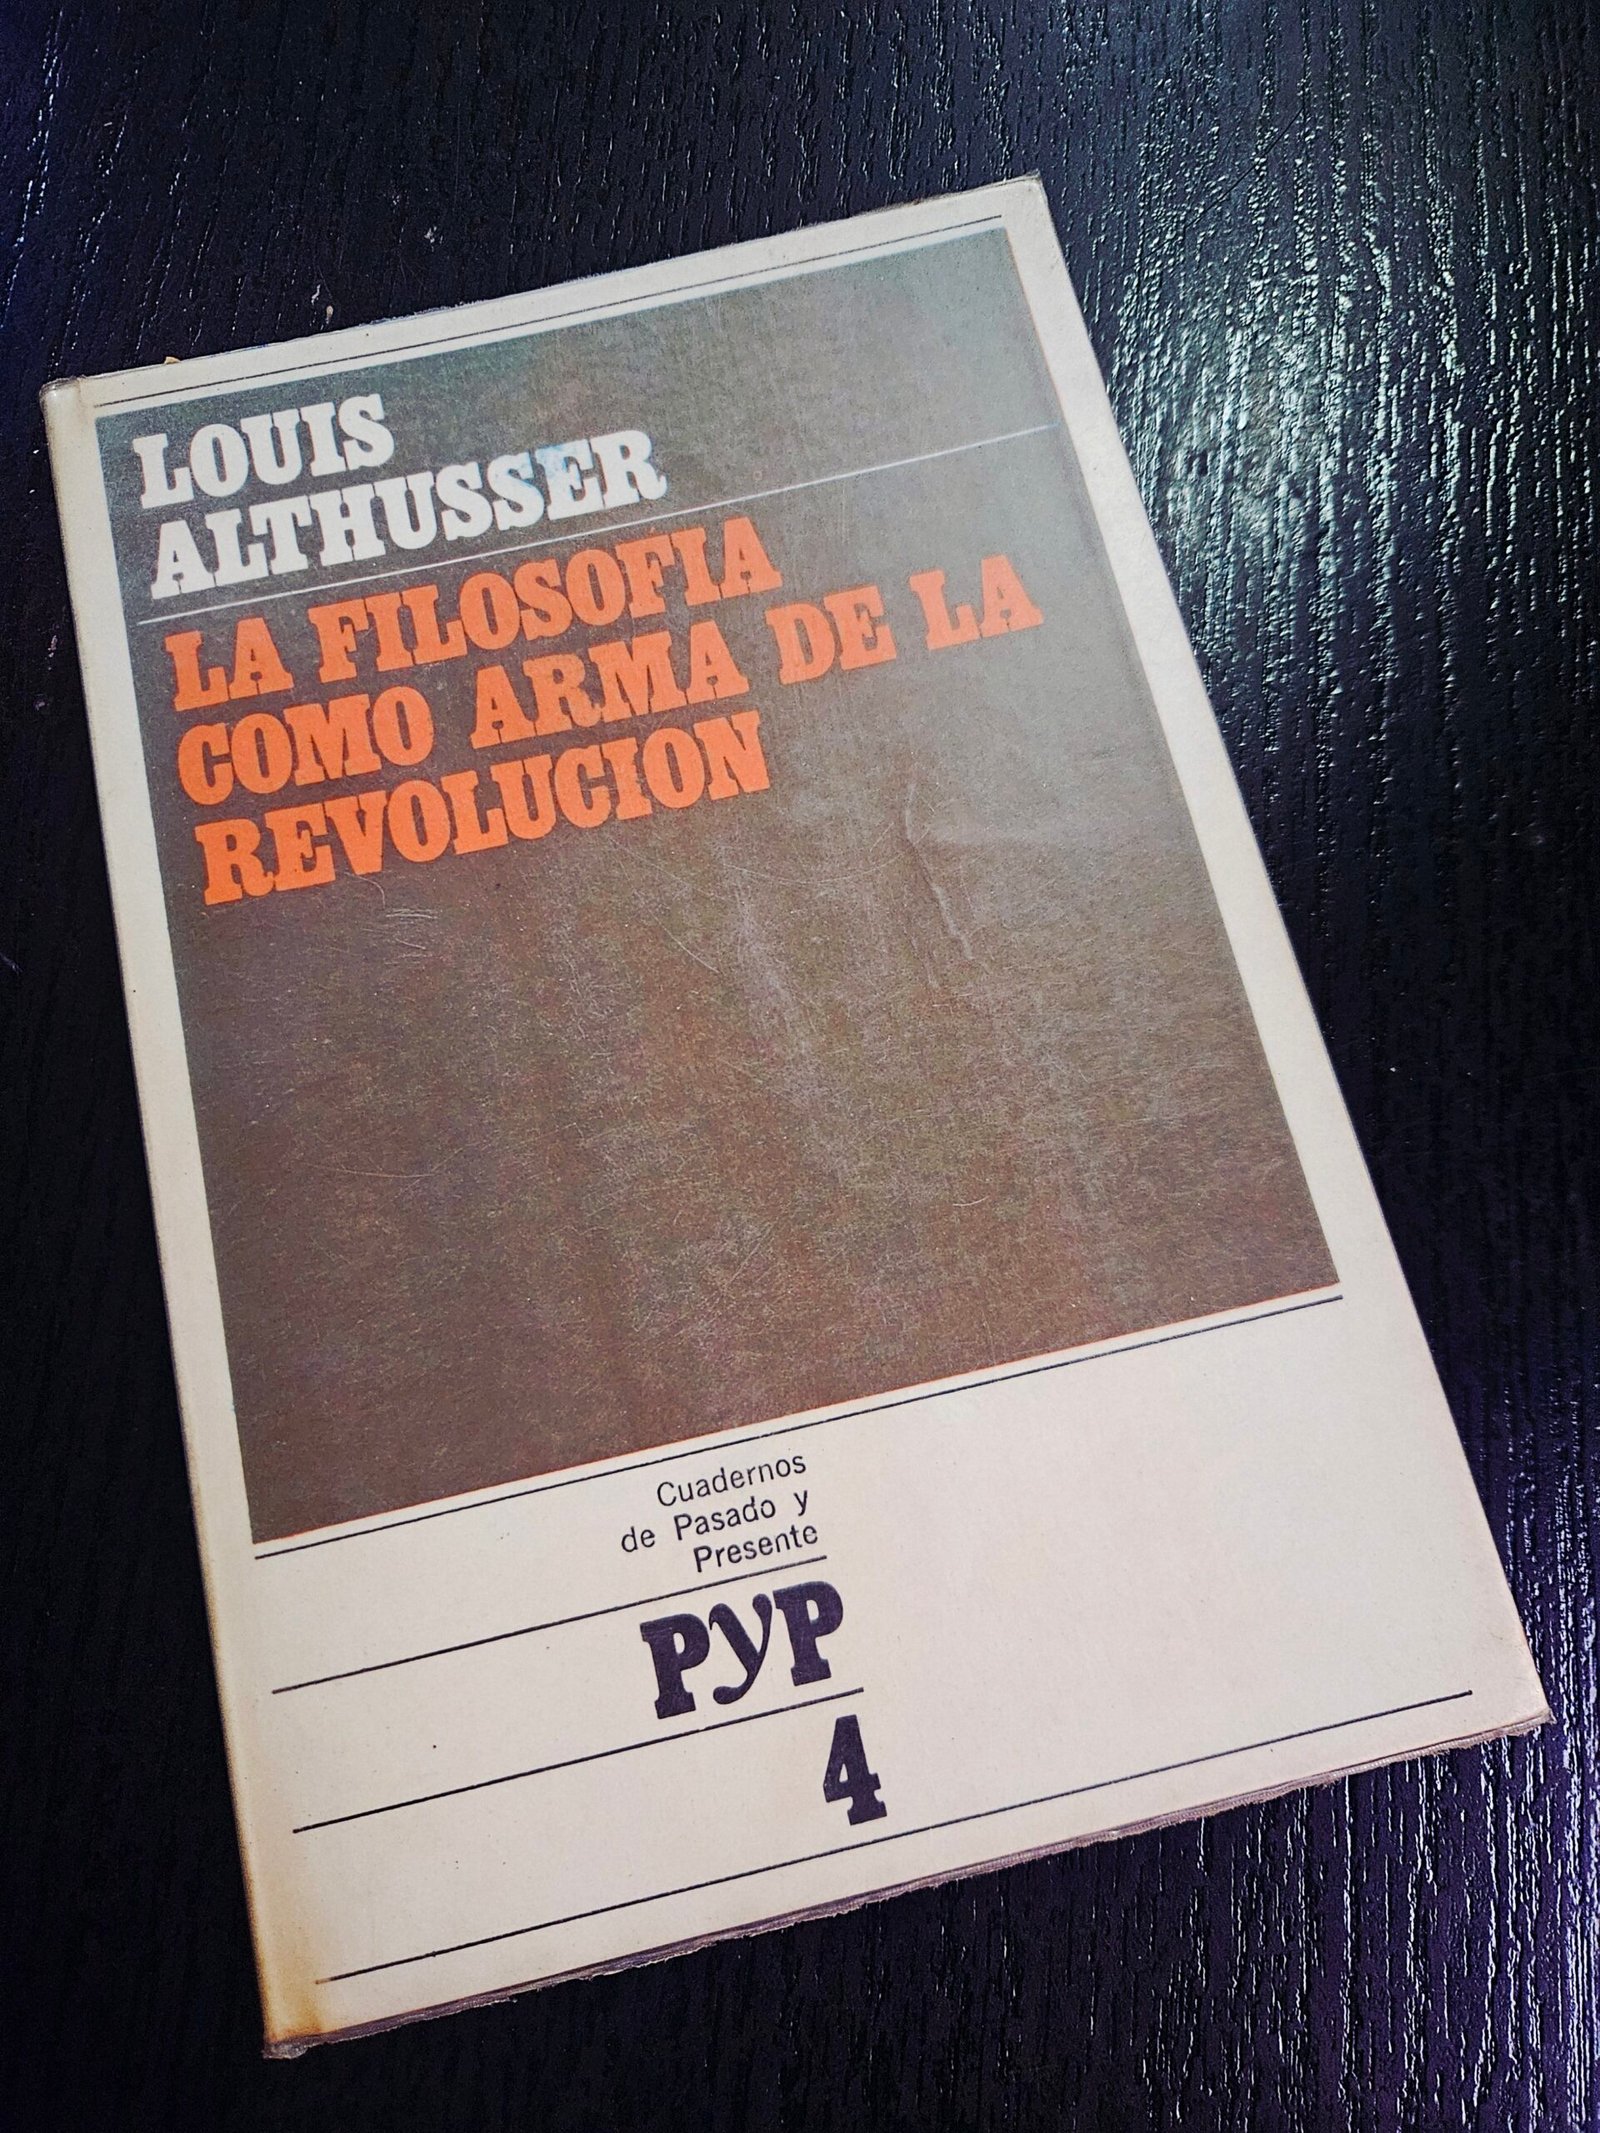 LOUIS
ALTHUSSER
LA FILOSOFIA
COMO ARMA DE LA
REVOLUCION
Cuadernos
de Pasado y
Presente
PYP
4